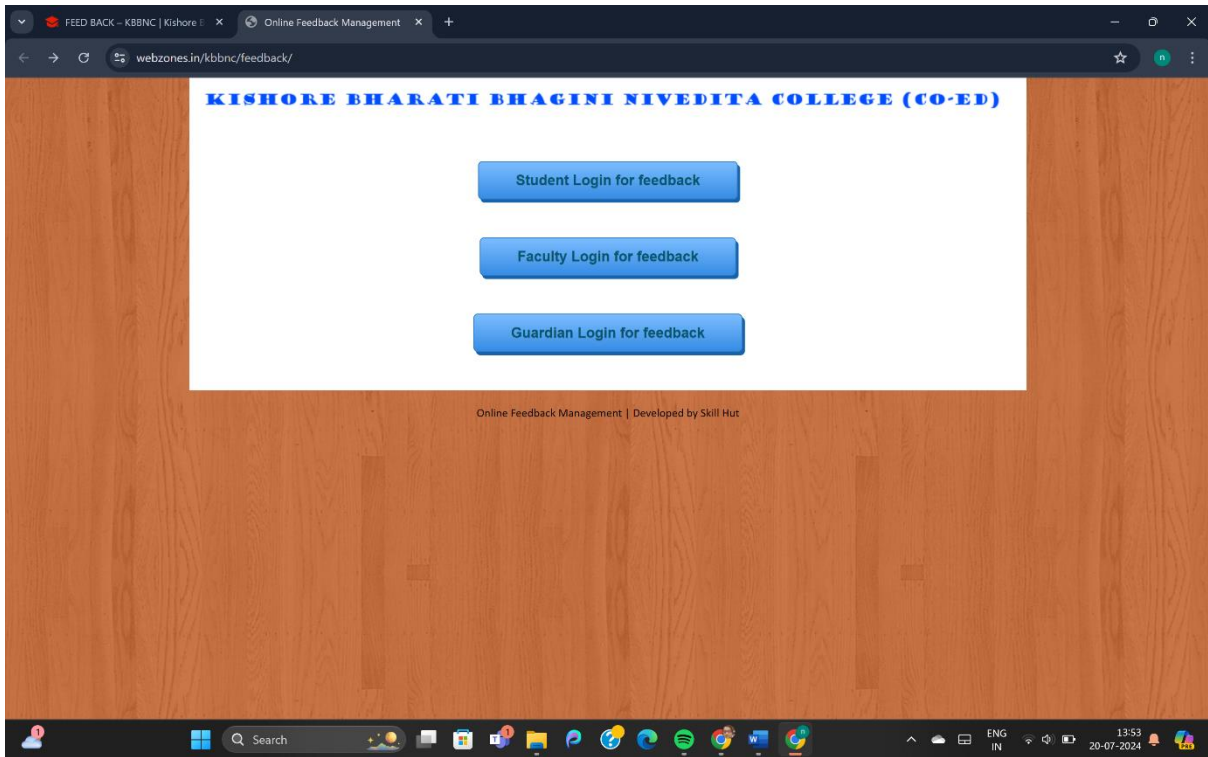 FEED BACK – KBBNC | Kishore B
Online Feedback Management
webzones.in/kbbnc/feedback/
n
KISHORE BHARATI BHAGINI NIVEDITA COLLEGE (CO-ED)
Student Login for feedback
Faculty Login for feedback
Guardian Login for feedback
Online Feedback Management | Developed by Skill Hut
1
Search
ENG
IN
13:53
20-07-2024
PRE